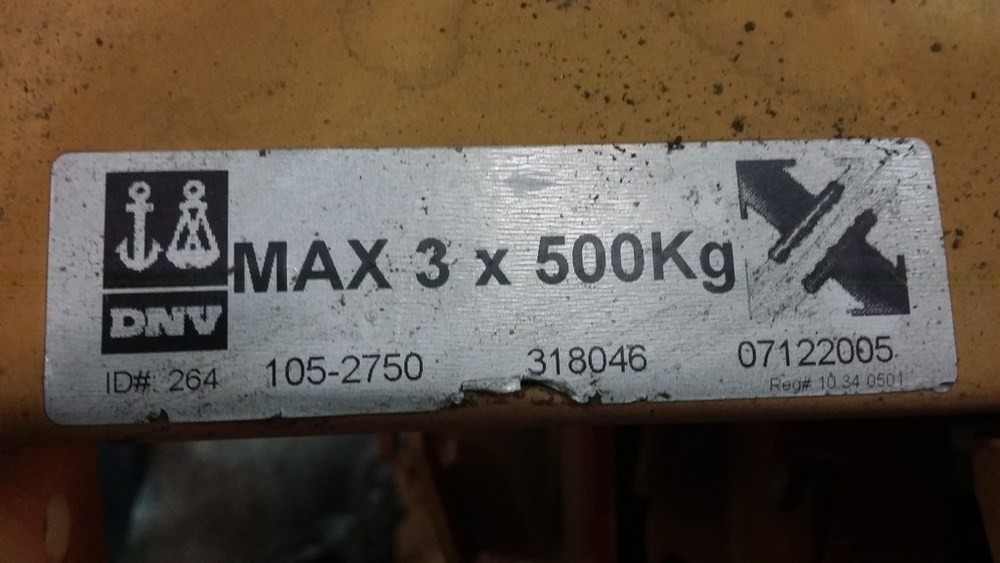 MAX 3 x 500Kg
DNV
ID#: 264 105-2750 318046 07122005
Reg# 10.34 0501